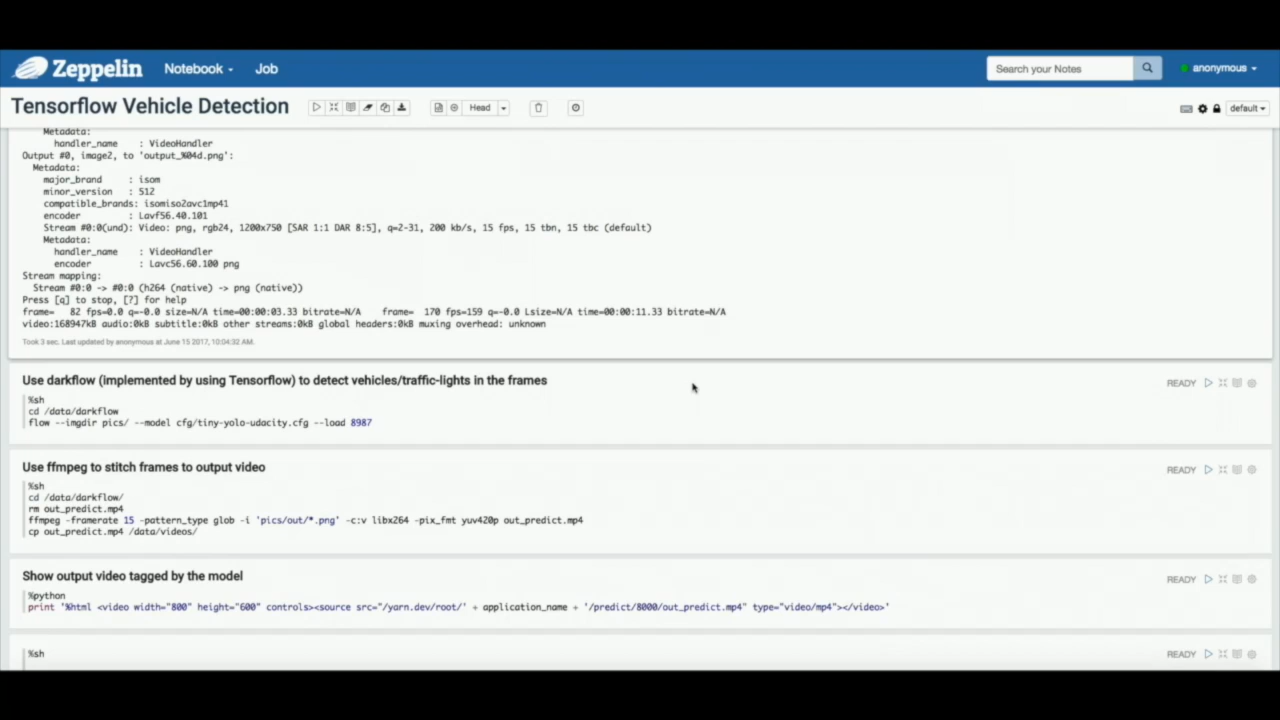 Zeppelin Notebook Job Search your Notes anonymous
Tensorflow Vehicle Detection Head default
Metadata:
handler_name : VideoHandler
Output #0, image2, to 'output_%04d.png':
Metadata:
major_brand : isom
minor_version : 512
compatible_brands: isomiso2avc1mp41
encoder : Lavf56.40.101
Stream #0:0(und): Video: png, rgb24, 1200x750 [SAR 1:1 DAR 8:5], q=2-31, 200 kb/s, 15 fps, 15 tbn, 15 tbc (default)
Metadata:
handler_name : VideoHandler
encoder : Lavc56.60.100 png
Stream mapping:
Stream #0:0 -> #0:0 (h264 (native) -> png (native))
Press [q] to stop, [?] for help
frame= 82 fps=0.0 q=-0.0 size=N/A time=00:00:03.33 bitrate=N/A frame= 170 fps=159 q=-0.0 Lsize=N/A time=00:00:11.33 bitrate=N/A
video:168947kB audio:0kB subtitle:0kB other streams:0kB global headers:0kB muxing overhead: unknown
Took 3 sec. Last updated by anonymous at June 15 2017, 10:04:32 AM.
Use darkflow (implemented by using Tensorflow) to detect vehicles/traffic-lights in the frames READY
%sh
cd /data/darkflow
flow --imgdir pics/ --model cfg/tiny-yolo-udacity.cfg --load 8987
Use ffmpeg to stitch frames to output video READY
%sh
cd /data/darkflow/
rm out_predict.mp4
ffmpeg -framerate 15 -pattern_type glob -i 'pics/out/*.png' -c:v libx264 -pix_fmt yuv420p out_predict.mp4
cp out_predict.mp4 /data/videos/
Show output video tagged by the model READY
%python
print '%html <video width="800" height="600" controls><source src="/yarn.dev/root/' + application_name + '/predict/8000/out_predict.mp4" type="video/mp4"></video>'
%sh READY